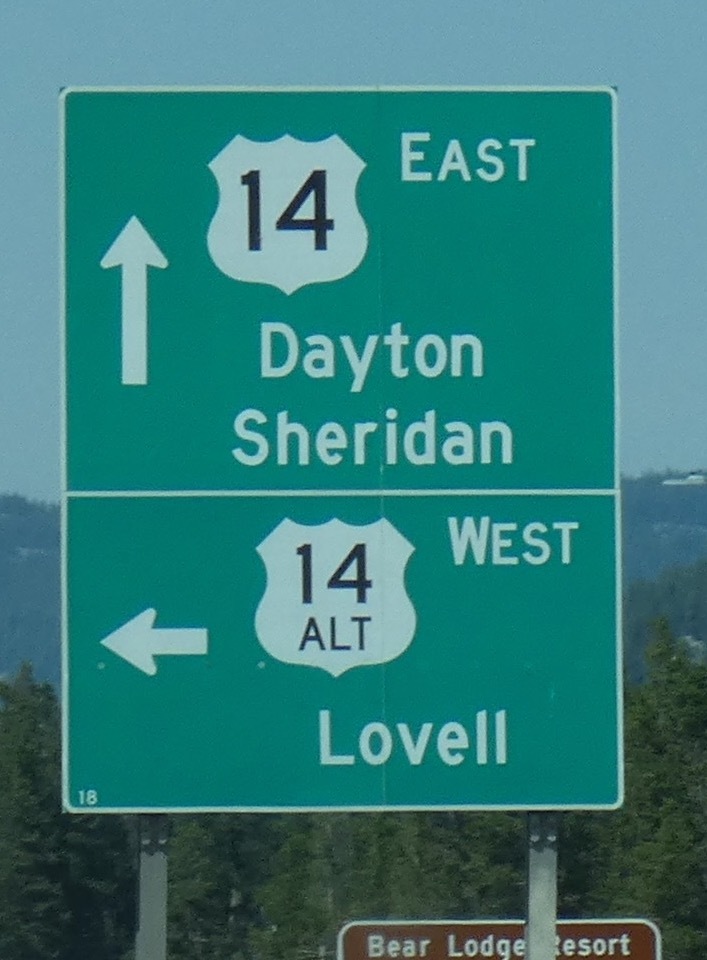 14 EAST
Dayton
Sheridan
14 WEST
ALT
Lovell
18
Bear Lodge Resort